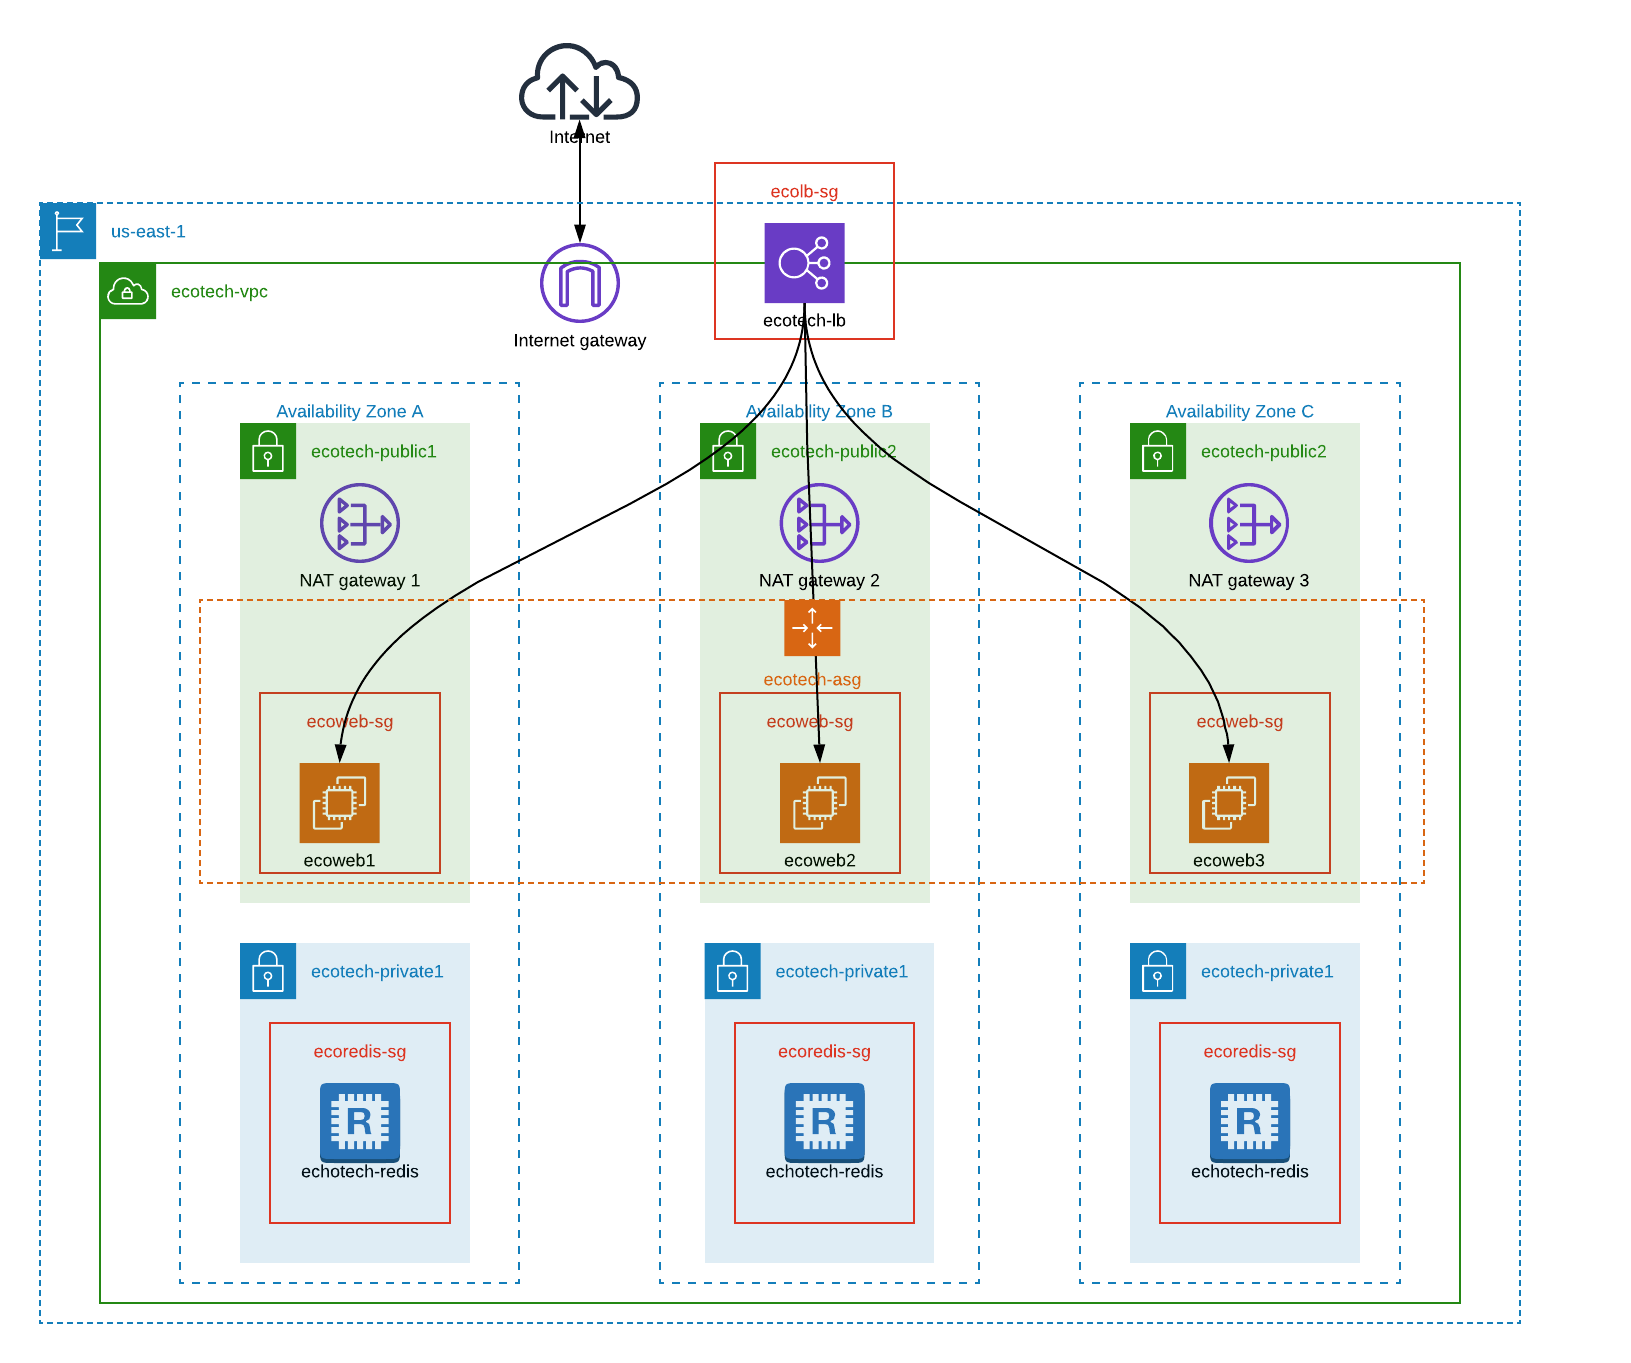 Internet
ecolb-sg
us-east-1
ecotech-vpc
Internet gateway
ecotech-lb
Availability Zone A
Availability Zone B
Availability Zone C
ecotech-public1
ecotech-public2
ecotech-public2
NAT gateway 1
NAT gateway 2
NAT gateway 3
ecotech-asg
ecoweb-sg
ecoweb-sg
ecoweb-sg
ecoweb1
ecoweb2
ecoweb3
ecotech-private1
ecotech-private1
ecotech-private1
ecoredis-sg
ecoredis-sg
ecoredis-sg
R
R
R
echotech-redis
echotech-redis
echotech-redis